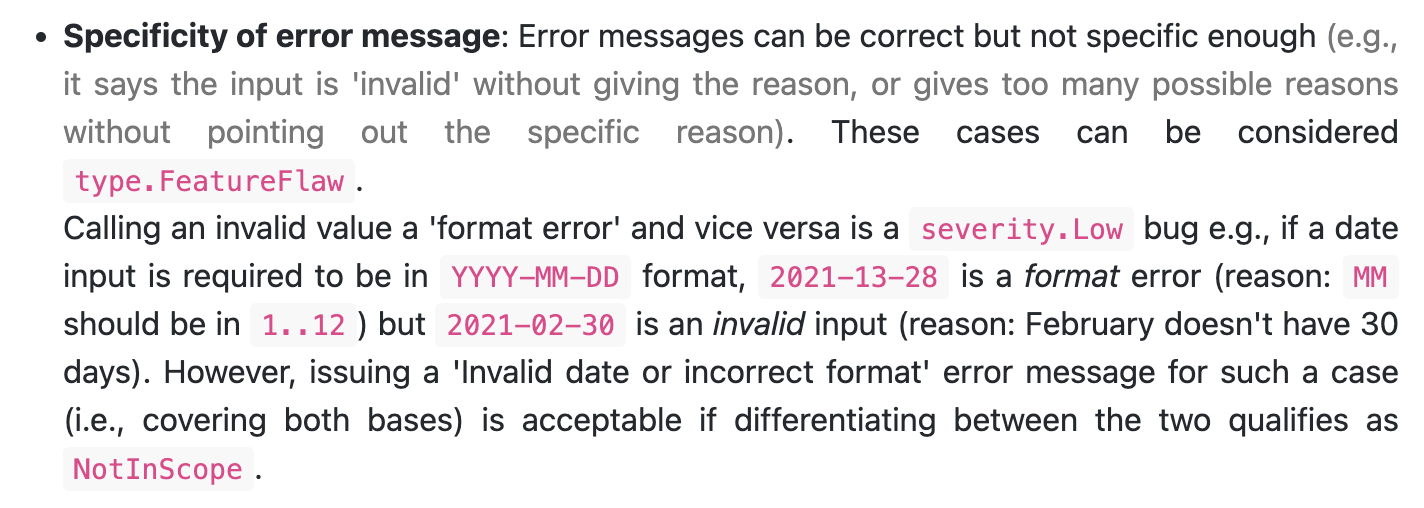 • Specificity of error message: Error messages can be correct but not specific enough (e.g.,
it says the input is 'invalid' without giving the reason, or gives too many possible reasons
without pointing out the specific reason). These cases can be considered
type.FeatureFlaw.
Calling an invalid value a 'format error' and vice versa is a severity.Low bug e.g., if a date
input is required to be in YYYY-MM-DD format, 2021-13-28 is a format error (reason: MM
should be in 1..12 ) but 2021-02-30 is an invalid input (reason: February doesn't have 30
days). However, issuing a 'Invalid date or incorrect format' error message for such a case
(i.e., covering both bases) is acceptable if differentiating between the two qualifies as
NotInScope.